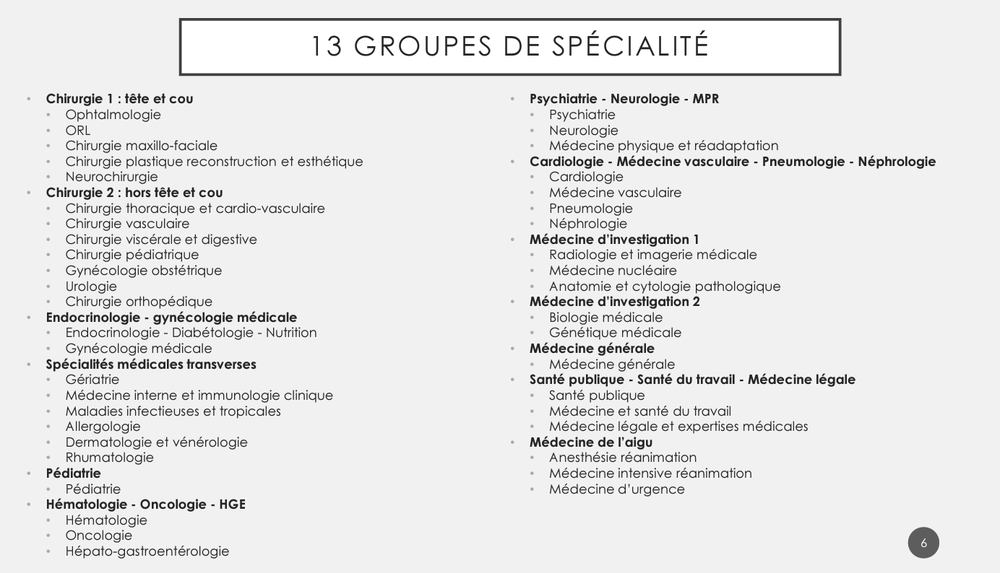 13 GROUPES DE SPÉCIALITÉ
• Chirurgie 1 : tête et cou
• Ophtalmologie
• ORL
• Chirurgie maxillo-faciale
• Chirurgie plastique reconstruction et esthétique
• Neurochirurgie
• Chirurgie 2 : hors tête et cou
• Chirurgie thoracique et cardio-vasculaire
• Chirurgie vasculaire
• Chirurgie viscérale et digestive
• Chirurgie pédiatrique
• Gynécologie obstétrique
• Urologie
• Chirurgie orthopédique
• Endocrinologie - gynécologie médicale
• Endocrinologie - Diabétologie - Nutrition
• Gynécologie médicale
• Spécialités médicales transverses
• Gériatrie
• Médecine interne et immunologie clinique
• Maladies infectieuses et tropicales
• Allergologie
• Dermatologie et vénérologie
• Rhumatologie
• Pédiatrie
• Pédiatrie
• Hématologie - Oncologie - HGE
• Hématologie
• Oncologie
• Hépato-gastroentérologie
• Psychiatrie - Neurologie - MPR
• Psychiatrie
• Neurologie
• Médecine physique et réadaptation
• Cardiologie - Médecine vasculaire - Pneumologie - Néphrologie
• Cardiologie
• Médecine vasculaire
• Pneumologie
• Néphrologie
• Médecine d’investigation 1
• Radiologie et imagerie médicale
• Médecine nucléaire
• Anatomie et cytologie pathologique
• Médecine d’investigation 2
• Biologie médicale
• Génétique médicale
• Médecine générale
• Médecine générale
• Santé publique - Santé du travail - Médecine légale
• Santé publique
• Médecine et santé du travail
• Médecine légale et expertises médicales
• Médecine de l’aigu
• Anesthésie réanimation
• Médecine intensive réanimation
• Médecine d’urgence
6